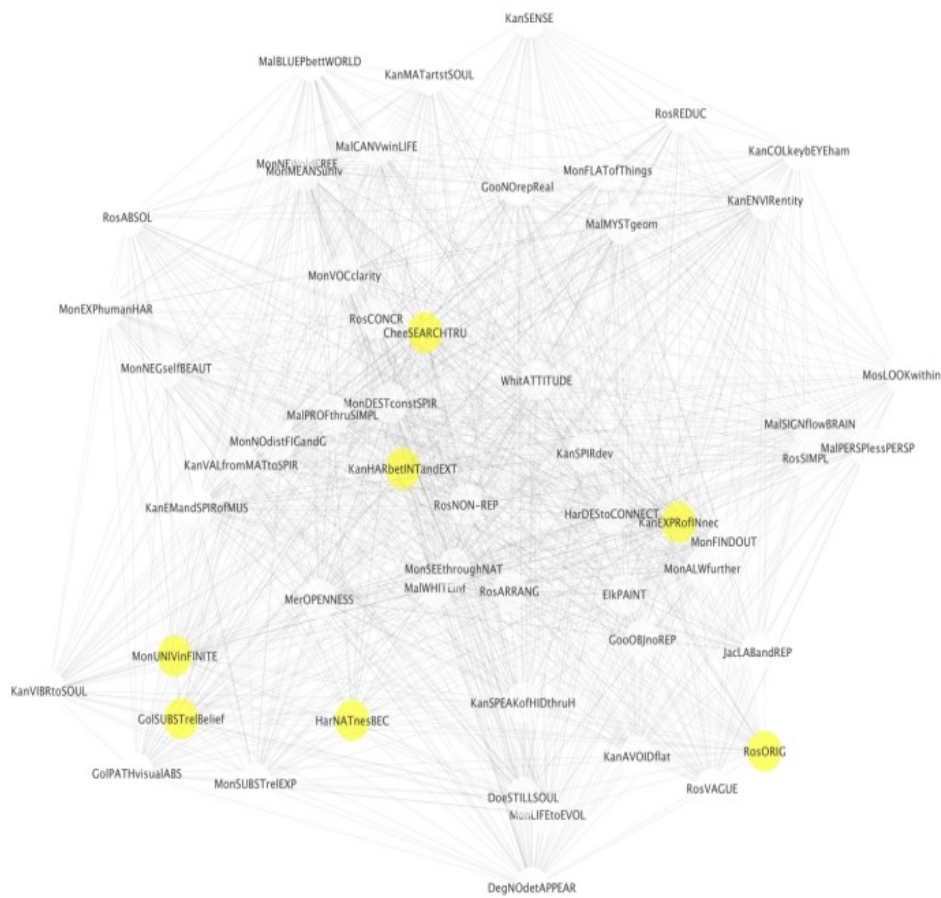 KanSENSE
MalBLUEPbettWORLD
KanMATartstSOUL
RosREDUC
MalCANVwinLIFE
KanCOLkeybEYEham
MonMEANSuniv
MonFLATofThings
GooNOrepReal
KanENVIRentity
RosABSOL
MalMYSTgeom
MonVOCclarity
MonEXPhumanHAR
RosCONCR
CheeSEARCHTRU
MonNEGselfBEAUT
MosLOOKwithin
WhitATTITUDE
MonDESTconstSPIR
MalPROFthruSIMPL
MalSIGNflowBRAIN
MonNOdistFIGandG
MalPERSPlessPERSP
KanSPIRdev
RosSIMPL
KanVALfromMATtoSPIR
KanHARbetINTandEXT
KanEMandSPIRofMUS
RosNON-REP
HarDEStoCONNECT
KanEXPRofINnec
MonFINDOUT
MonSEEthroughNAT
MonALWfurther
MalWHITEinf
RosARRANG
ElkPAINT
MerOPENNESS
GooOBJnoREP
JacLABandREP
MonUNIVinFINITE
KanVIBRtoSOUL
KanSPEAKofHIDthruH
GolSUBSTrelBelief
HarNATnesBEC
RosORIG
KanAVOIDflat
GolPATHvisualABS
MonSUBSTrelEXP
RosVAGUE
DoeSTILLSOUL
MonLIFEtoEVOL
DegNOdetAPPEAR